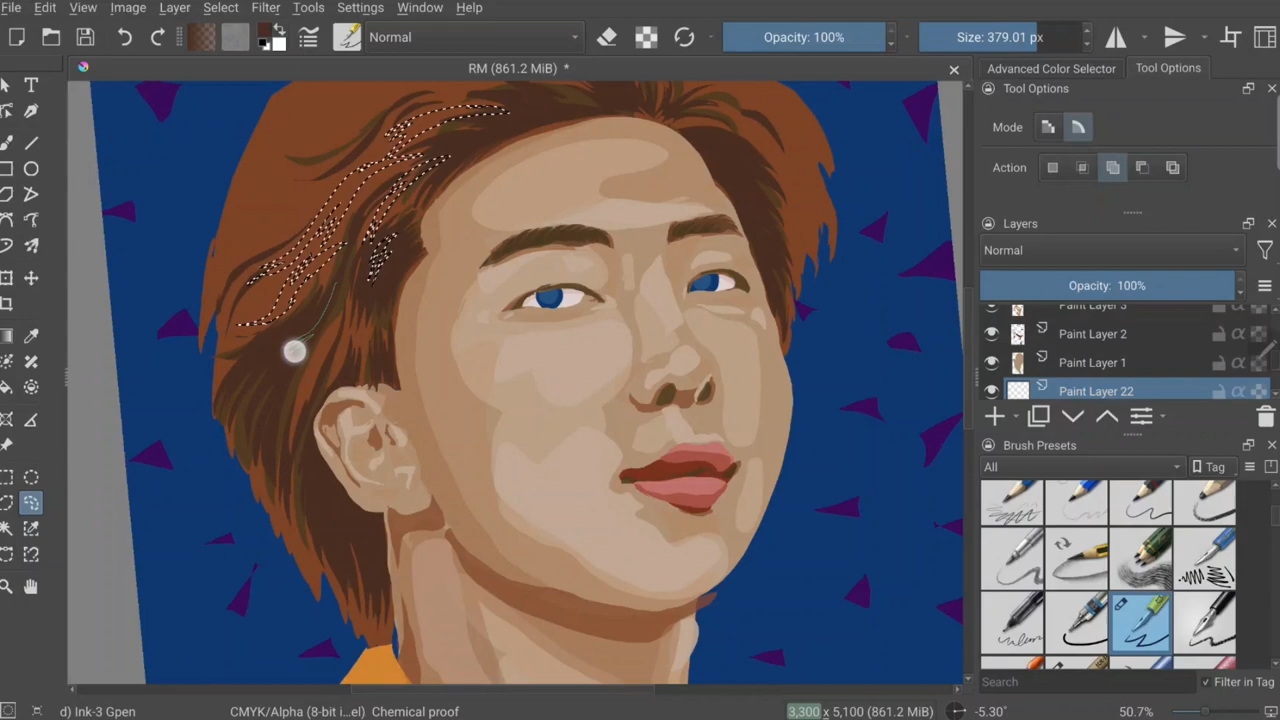 File Edit View Image Layer Select Filter Tools Settings Window Help
Normal
Opacity: 100%
Size: 379.01 px
RM (861.2 MiB) *
Advanced Color Selector
Tool Options
Tool Options
Mode
Action
Layers
Normal
Opacity: 100%
Paint Layer 3
Paint Layer 2
Paint Layer 1
Paint Layer 22
Brush Presets
All
Tag
Search
Filter in Tag
d) Ink-3 Gpen
CMYK/Alpha (8-bit i...el) Chemical proof
3,300 x 5,100 (861.2 MiB)
-5.30°
50.7%